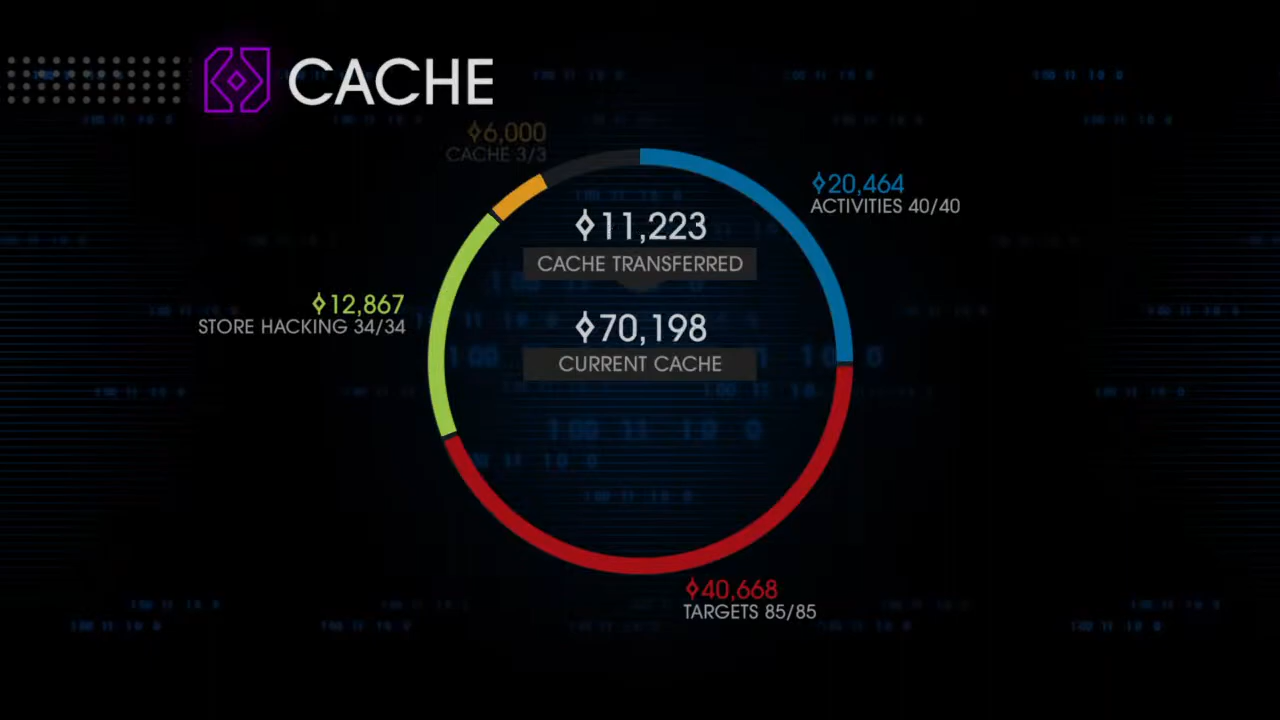 CACHE
6,000
CACHE 3/3
20,464
ACTIVITIES 40/40
11,223
CACHE TRANSFERRED
12,867
STORE HACKING 34/34
70,198
CURRENT CACHE
40,668
TARGETS 85/85